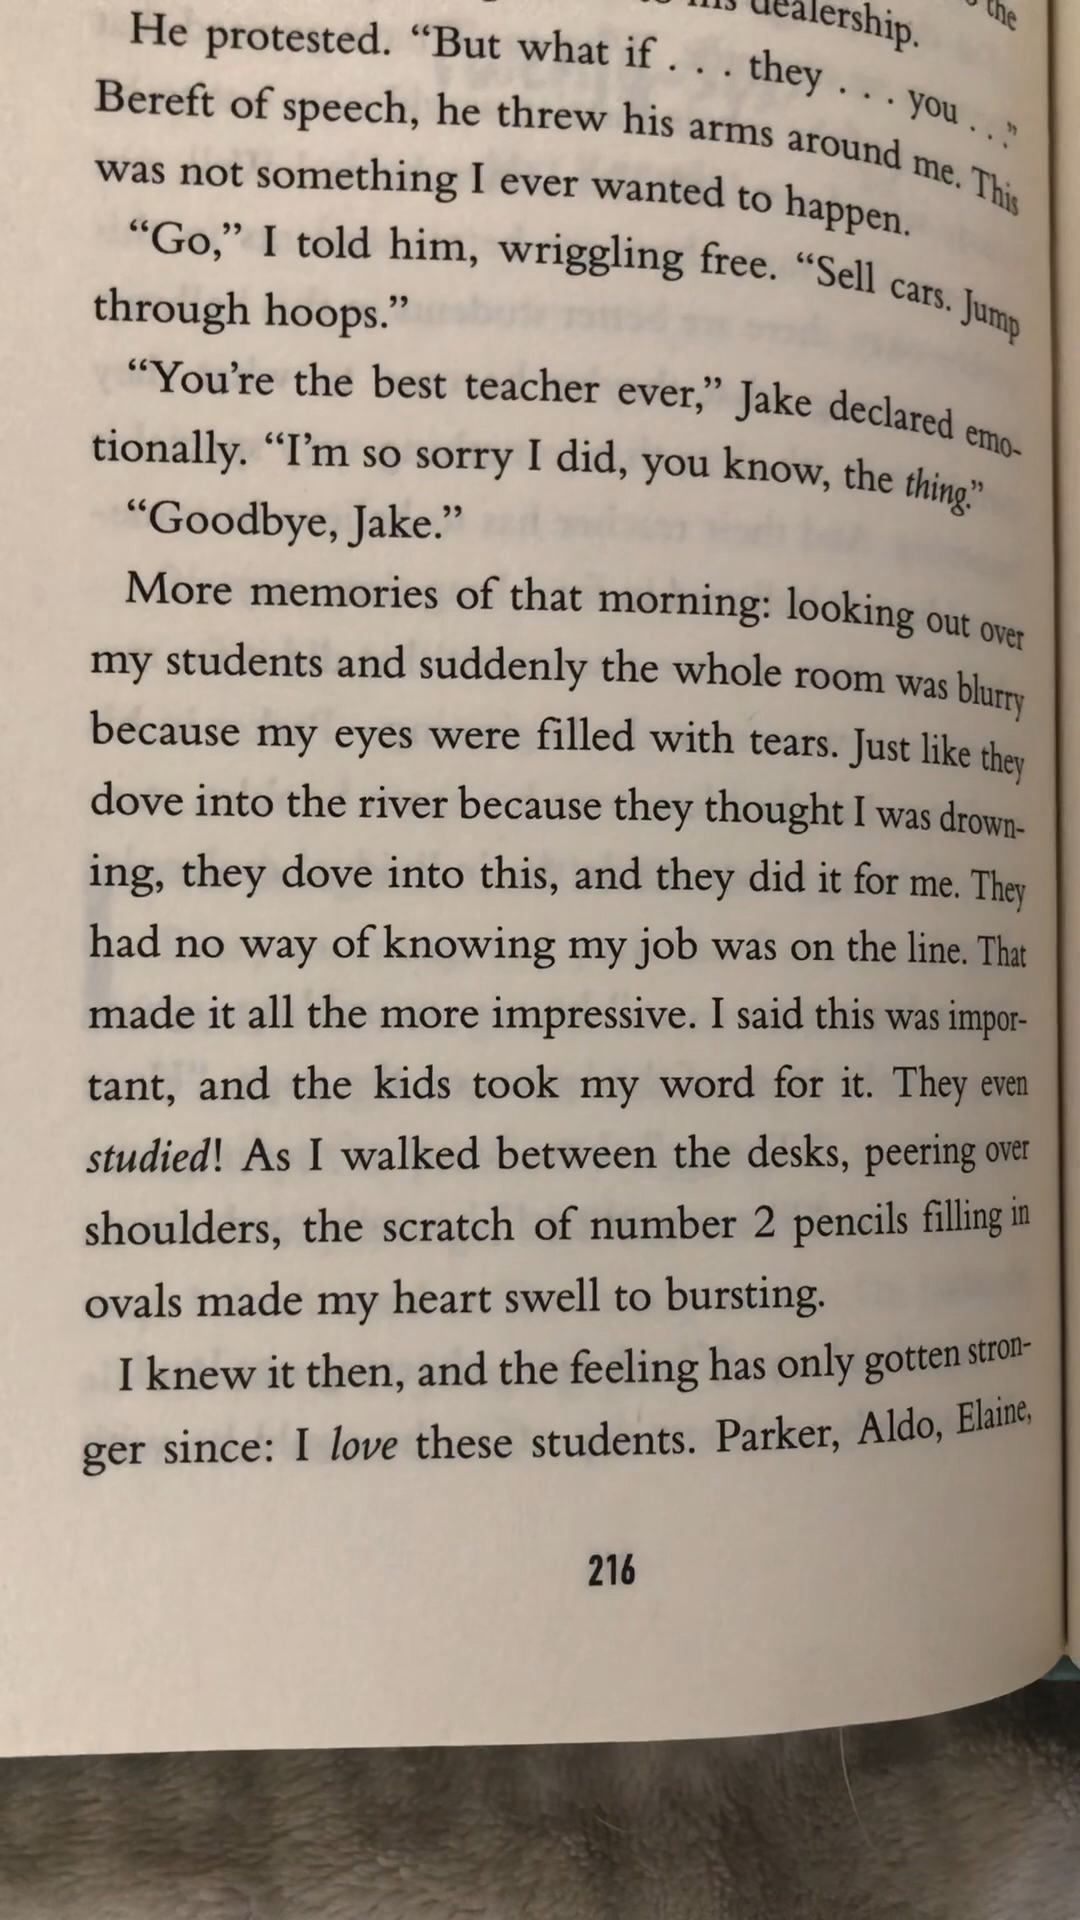 the
his dealership.
He protested. “But what if . . . they . . . you . . .”
Bereft of speech, he threw his arms around me. This
was not something I ever wanted to happen.
“Go,” I told him, wriggling free. “Sell cars. Jump
through hoops.”
“You’re the best teacher ever,” Jake declared emo-
tionally. “I’m so sorry I did, you know, the thing.”
“Goodbye, Jake.”
More memories of that morning: looking out over
my students and suddenly the whole room was blurry
because my eyes were filled with tears. Just like they
dove into the river because they thought I was drown-
ing, they dove into this, and they did it for me. They
had no way of knowing my job was on the line. That
made it all the more impressive. I said this was impor-
tant, and the kids took my word for it. They even
studied! As I walked between the desks, peering over
shoulders, the scratch of number 2 pencils filling in
ovals made my heart swell to bursting.
I knew it then, and the feeling has only gotten stron-
ger since: I love these students. Parker, Aldo, Elaine,
216